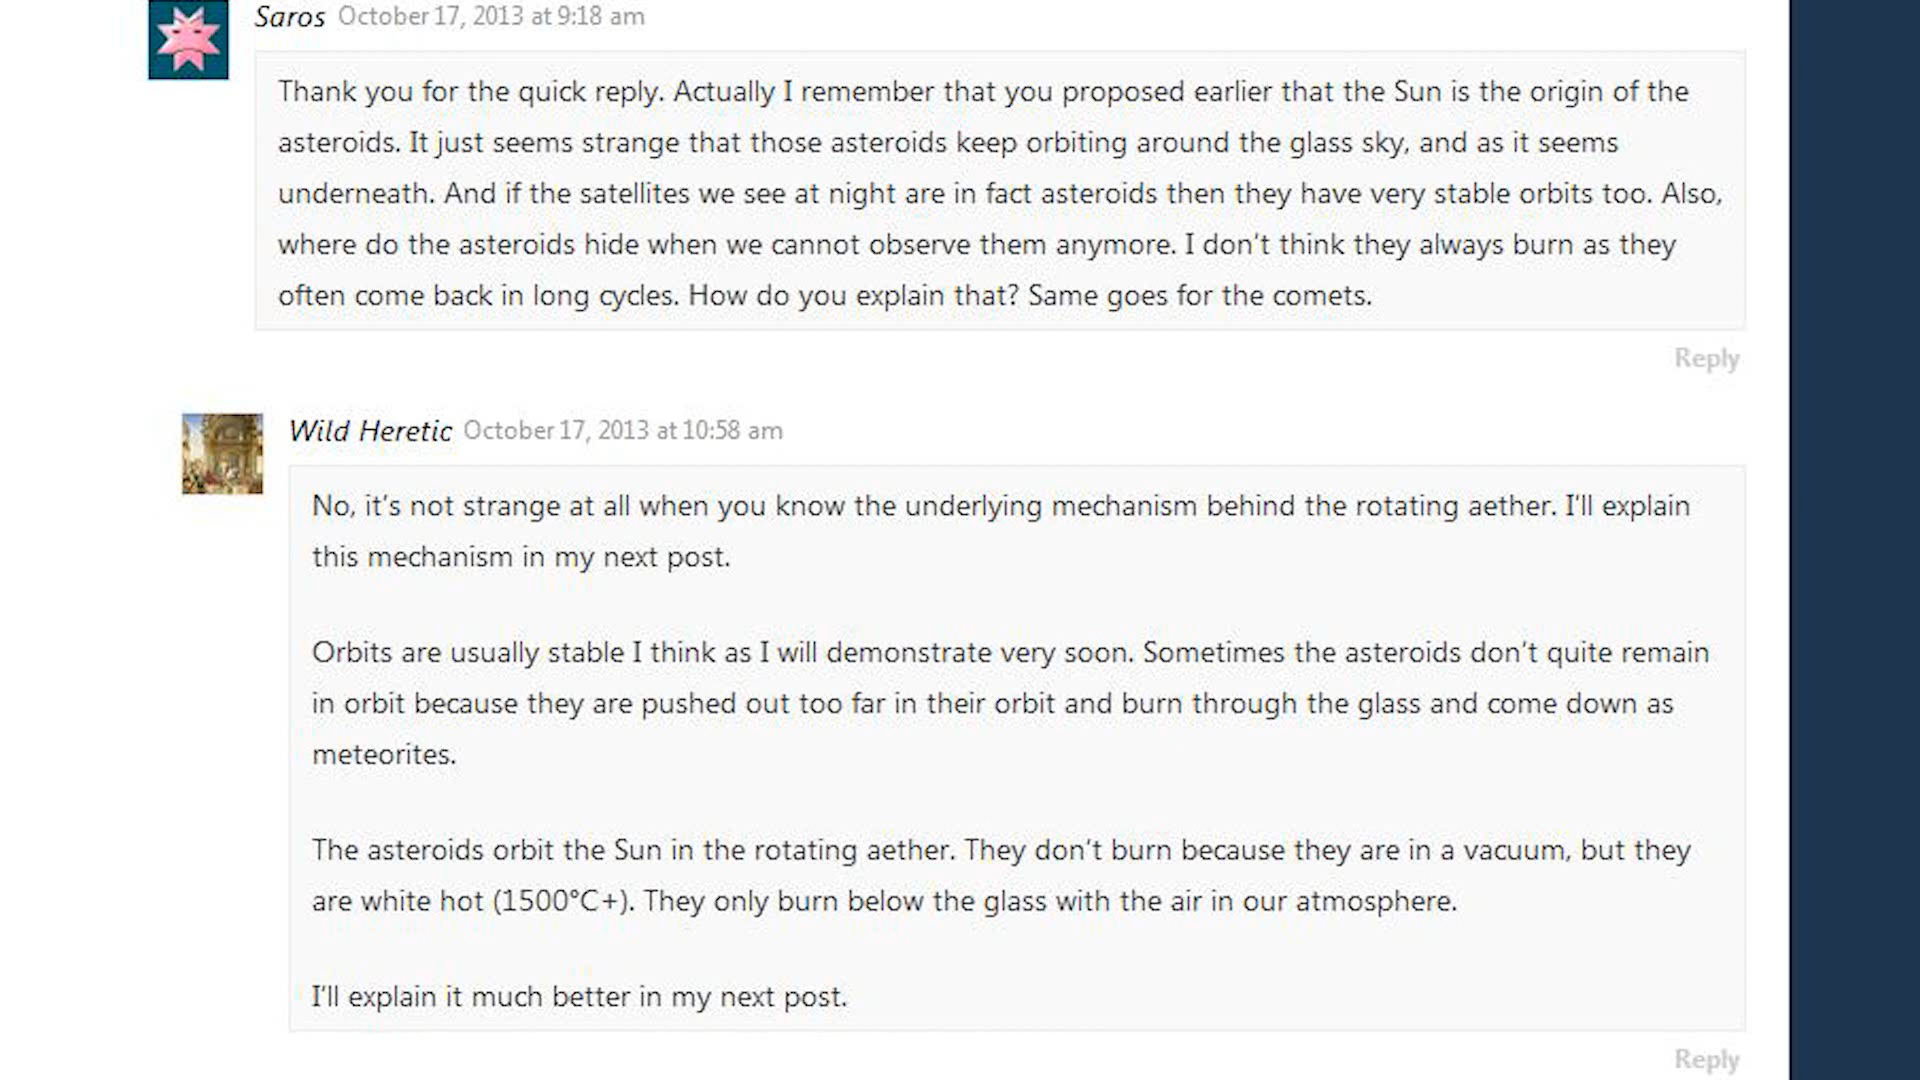 Saros October 17, 2013 at 9:18 am
Thank you for the quick reply. Actually I remember that you proposed earlier that the Sun is the origin of the
asteroids. It just seems strange that those asteroids keep orbiting around the glass sky, and as it seems
underneath. And if the satellites we see at night are in fact asteroids then they have very stable orbits too. Also,
where do the asteroids hide when we cannot observe them anymore. I don't think they always burn as they
often come back in long cycles. How do you explain that? Same goes for the comets.
Reply
Wild Heretic October 17, 2013 at 10:58 am
No, it's not strange at all when you know the underlying mechanism behind the rotating aether. I'll explain
this mechanism in my next post.
Orbits are usually stable I think as I will demonstrate very soon. Sometimes the asteroids don't quite remain
in orbit because they are pushed out too far in their orbit and burn through the glass and come down as
meteorites.
The asteroids orbit the Sun in the rotating aether. They don't burn because they are in a vacuum, but they
are white hot (1500°C+). They only burn below the glass with the air in our atmosphere.
I'll explain it much better in my next post.
Reply